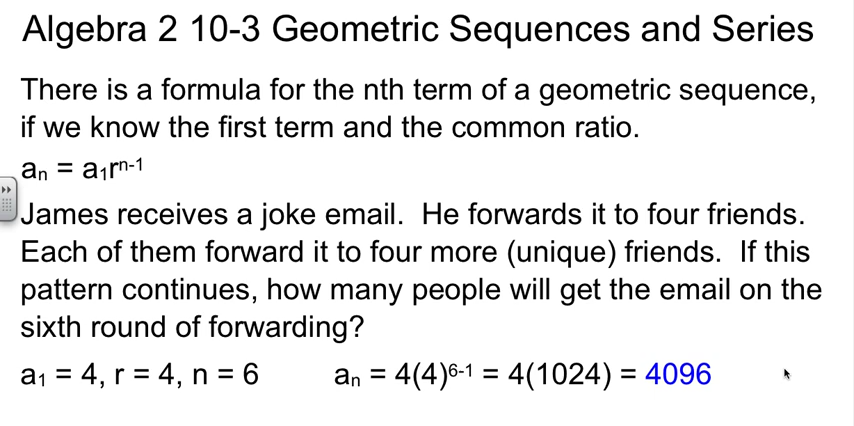 Algebra 2 10-3 Geometric Sequences and Series
There is a formula for the nth term of a geometric sequence,
if we know the first term and the common ratio.
aₙ = a₁rⁿ⁻¹
James receives a joke email.  He forwards it to four friends.
Each of them forward it to four more (unique) friends.  If this
pattern continues, how many people will get the email on the
sixth round of forwarding?
a₁ = 4, r = 4, n = 6 aₙ = 4(4)⁶⁻¹ = 4(1024) = 4096